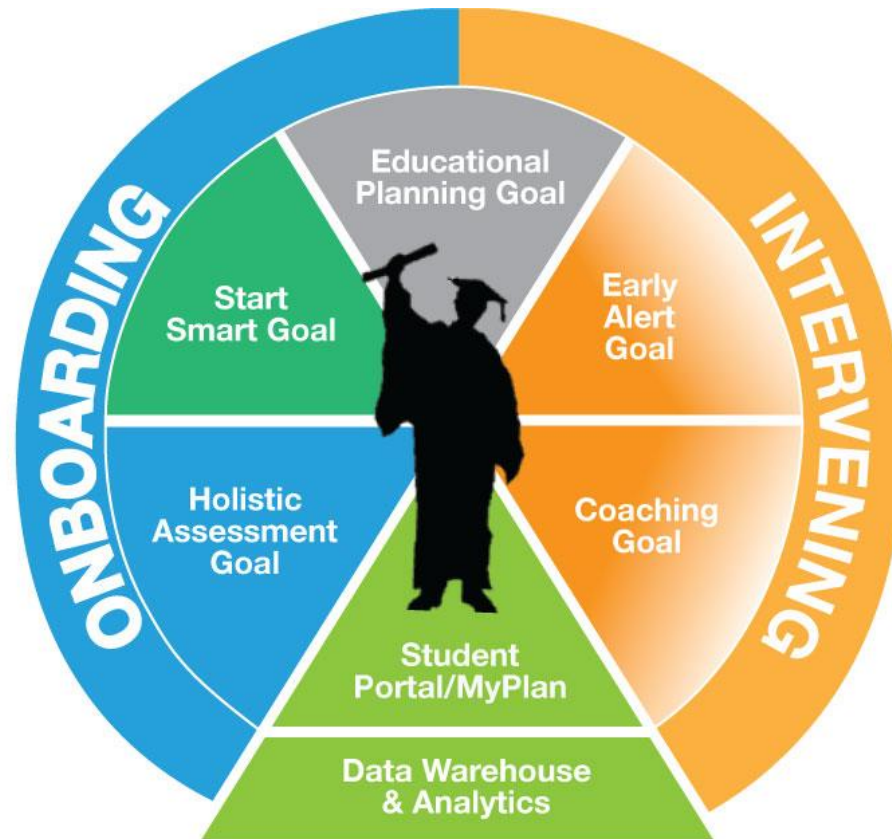 ONBOARDING
INTERVENING
Educational
Planning Goal
Start
Smart Goal
Early
Alert
Goal
Holistic
Assessment
Goal
Coaching
Goal
Student
Portal/MyPlan
Data Warehouse
& Analytics